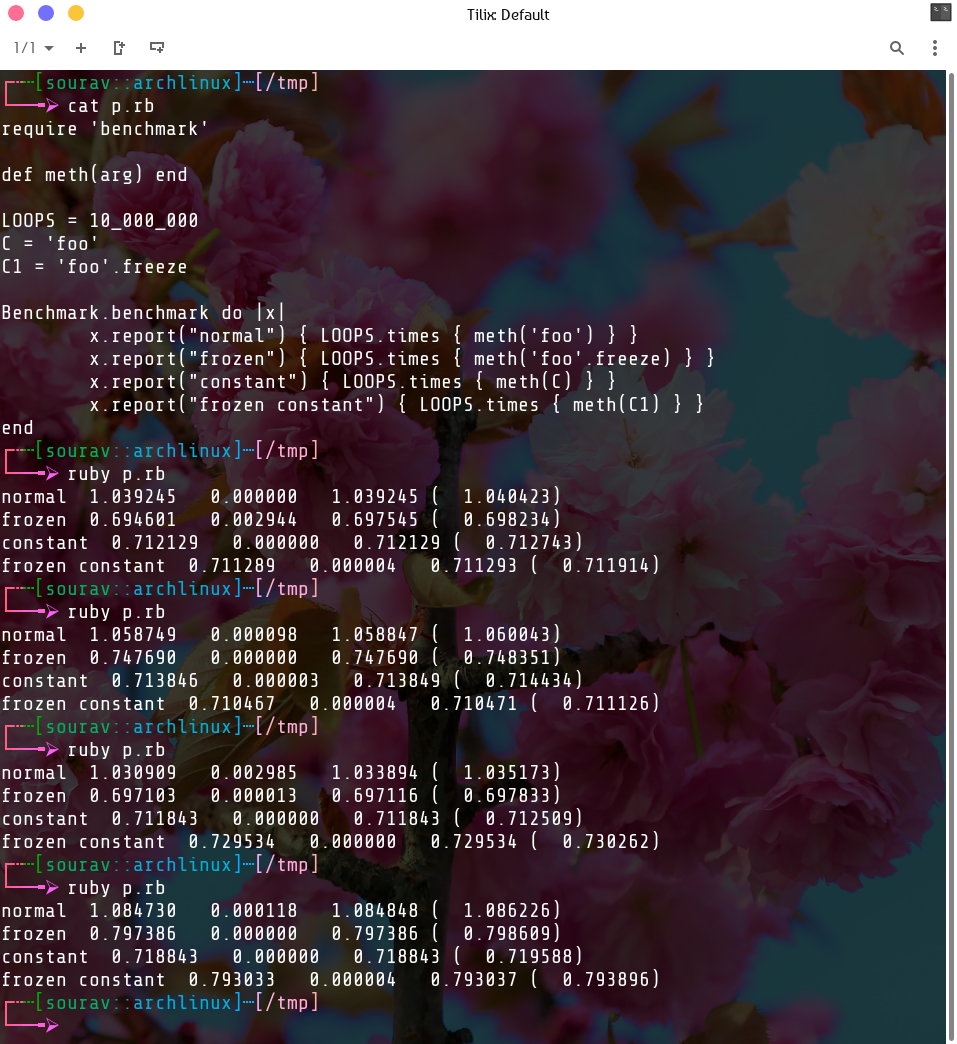 Tilix: Default
1/1
[sourav::archlinux]─[/tmp]
cat p.rb
require 'benchmark'
def meth(arg) end
LOOPS = 10_000_000
C = 'foo'
C1 = 'foo'.freeze
Benchmark.benchmark do |x|
        x.report("normal") { LOOPS.times { meth('foo') } }
        x.report("frozen") { LOOPS.times { meth('foo'.freeze) } }
        x.report("constant") { LOOPS.times { meth(C) } }
        x.report("frozen constant") { LOOPS.times { meth(C1) } }
end
[sourav::archlinux]─[/tmp]
ruby p.rb
normal  1.039245   0.000000   1.039245 (  1.040423)
frozen  0.694601   0.002944   0.697545 (  0.698234)
constant  0.712129   0.000000   0.712129 (  0.712743)
frozen constant  0.711289   0.000004   0.711293 (  0.711914)
[sourav::archlinux]─[/tmp]
ruby p.rb
normal  1.058749   0.000098   1.058847 (  1.060043)
frozen  0.747690   0.000000   0.747690 (  0.748351)
constant  0.713846   0.000003   0.713849 (  0.714434)
frozen constant  0.710467   0.000004   0.710471 (  0.711126)
[sourav::archlinux]─[/tmp]
ruby p.rb
normal  1.030909   0.002985   1.033894 (  1.035173)
frozen  0.697103   0.000013   0.697116 (  0.697833)
constant  0.711843   0.000000   0.711843 (  0.712509)
frozen constant  0.729534   0.000000   0.729534 (  0.730262)
[sourav::archlinux]─[/tmp]
ruby p.rb
normal  1.084730   0.000118   1.084848 (  1.086226)
frozen  0.797386   0.000000   0.797386 (  0.798609)
constant  0.718843   0.000000   0.718843 (  0.719588)
frozen constant  0.793033   0.000004   0.793037 (  0.793896)
[sourav::archlinux]─[/tmp]